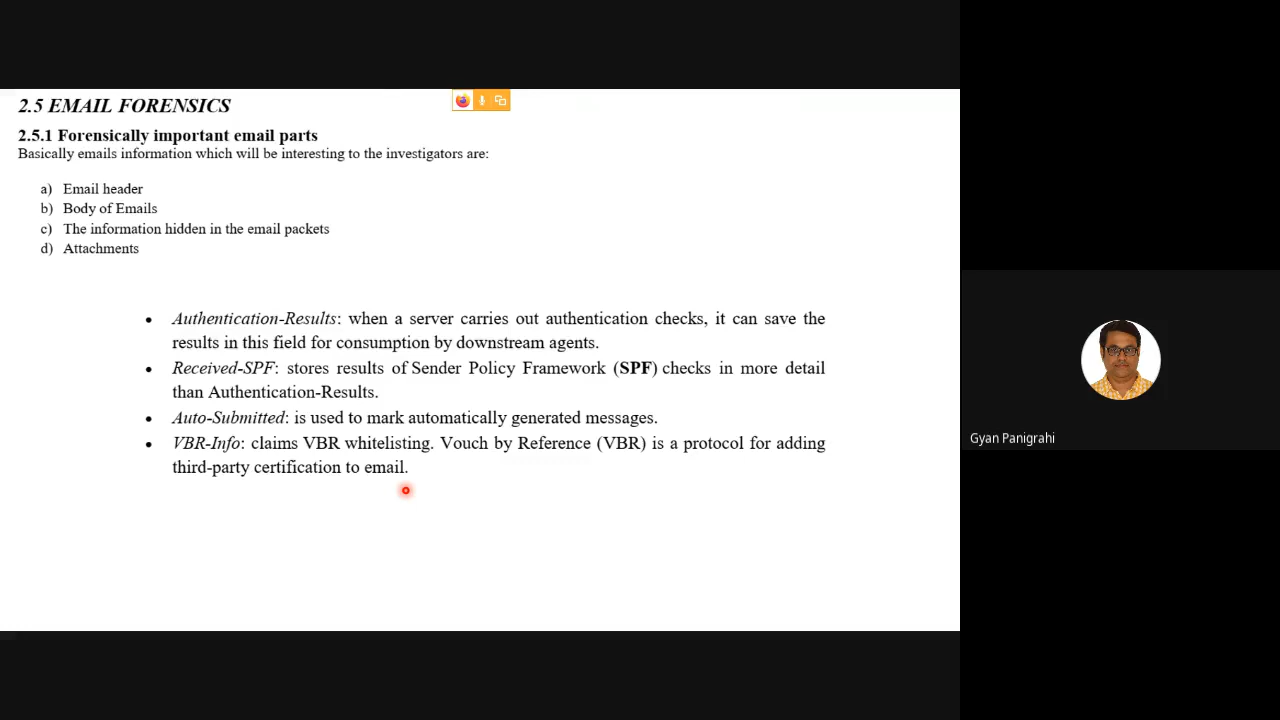 2.5 EMAIL FORENSICS
2.5.1 Forensically important email parts
Basically emails information which will be interesting to the investigators are:
a) Email header
b) Body of Emails
c) The information hidden in the email packets
d) Attachments
• Authentication-Results: when a server carries out authentication checks, it can save the
results in this field for consumption by downstream agents.
• Received-SPF: stores results of Sender Policy Framework (SPF) checks in more detail
than Authentication-Results.
• Auto-Submitted: is used to mark automatically generated messages.
• VBR-Info: claims VBR whitelisting. Vouch by Reference (VBR) is a protocol for adding
third-party certification to email.
Gyan Panigrahi